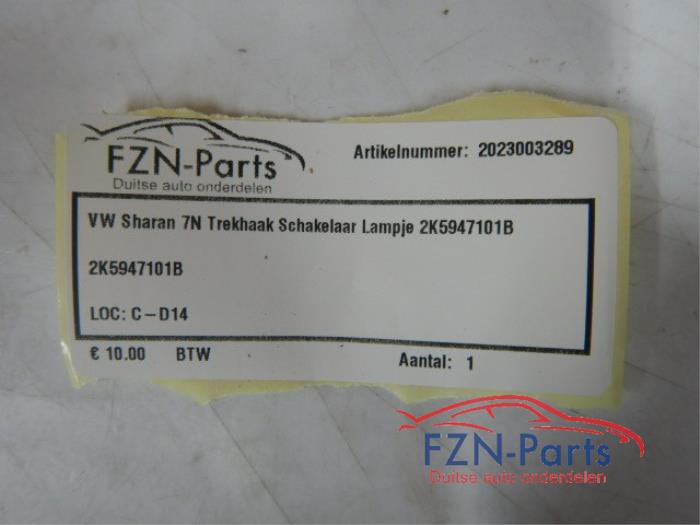 FZN-Parts
Duitse auto onderdelen
Artikelnummer: 2023003289
VW Sharan 7N Trekhaak Schakelaar Lampje 2K5947101B
2K5947101B
LOC: C-D14
€ 10.00 BTW
Aantal: 1
FZN-Parts
Duitse auto onderdelen